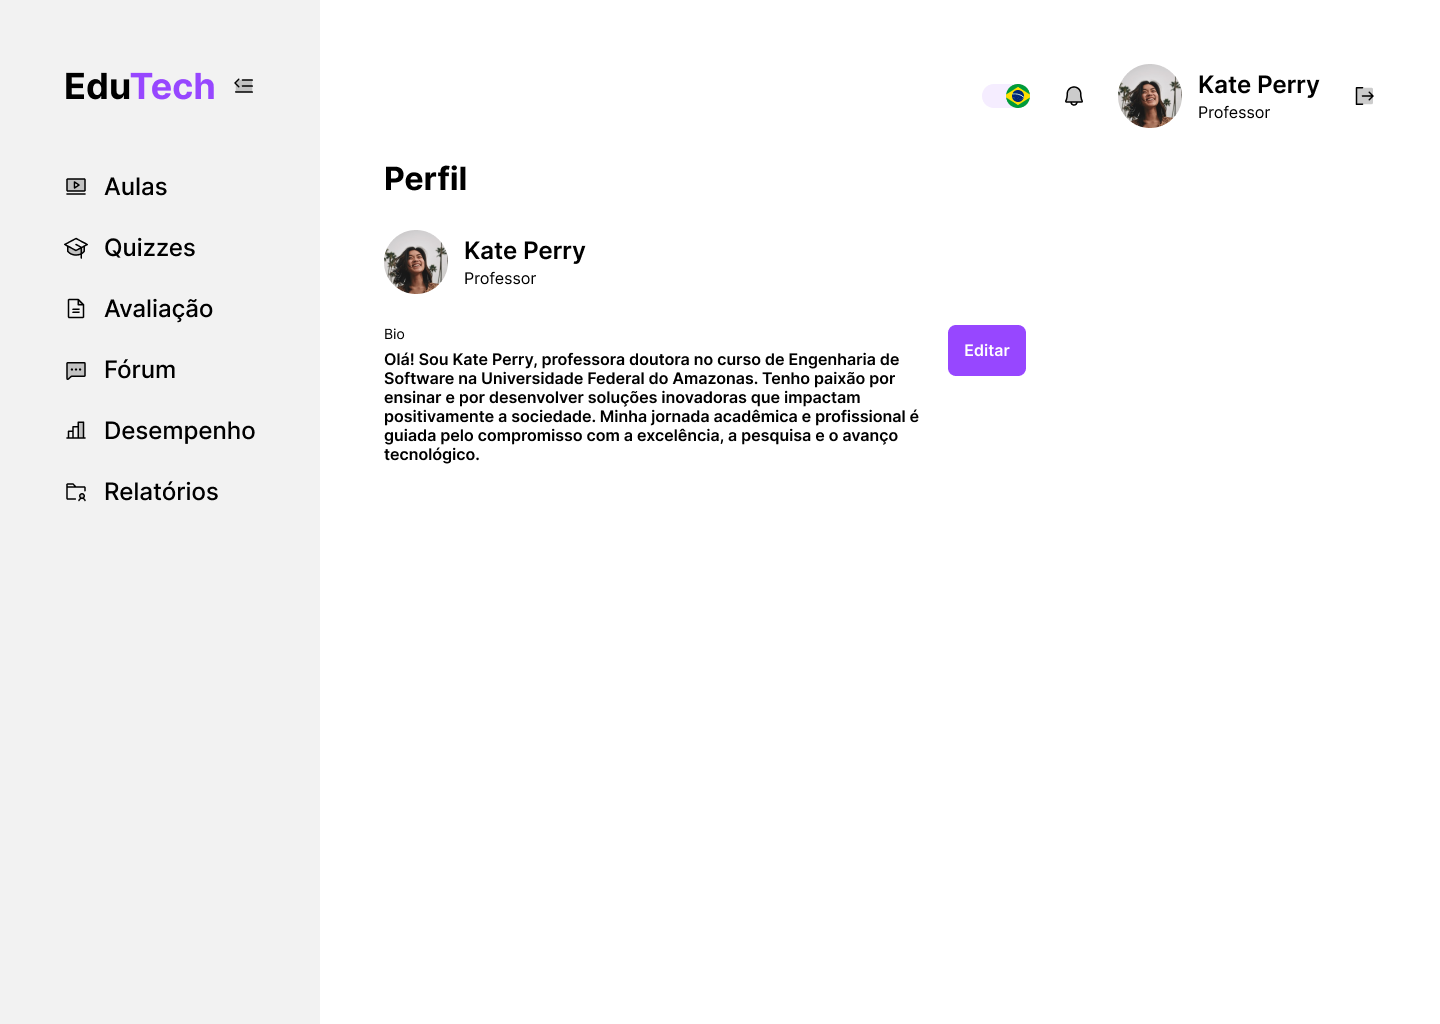 EduTech
Kate Perry
Professor
Aulas
Quizzes
Avaliação
Fórum
Desempenho
Relatórios
Perfil
Kate Perry
Professor
Bio
Olá! Sou Kate Perry, professora doutora no curso de Engenharia de
Software na Universidade Federal do Amazonas. Tenho paixão por
ensinar e por desenvolver soluções inovadoras que impactam
positivamente a sociedade. Minha jornada acadêmica e profissional é
guiada pelo compromisso com a excelência, a pesquisa e o avanço
tecnológico.
Editar